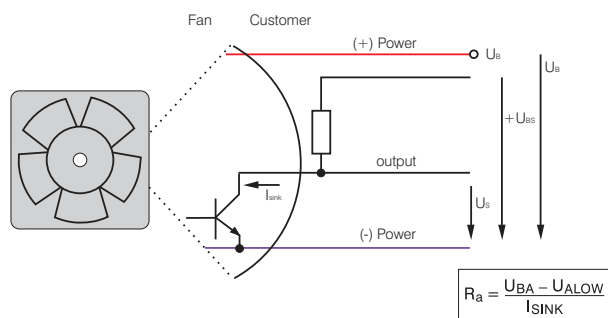 Fan Customer
(+) Power
UB
UB
+UBS
output
Isink
US
(-) Power
Ra = UBA – UALOW / ISINK